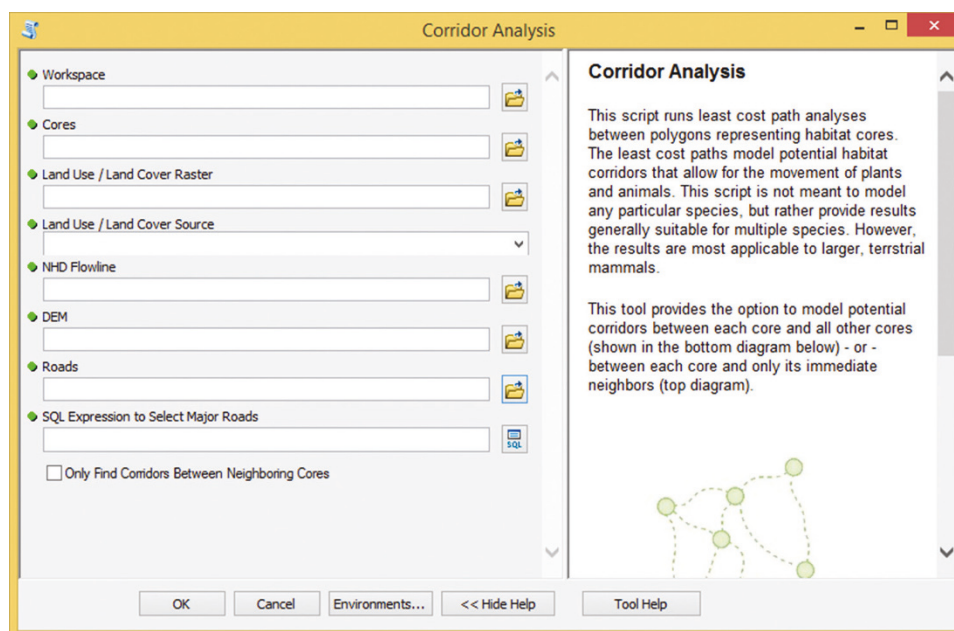 Corridor Analysis
Workspace
Cores
Land Use / Land Cover Raster
Land Use / Land Cover Source
NHD Flowline
DEM
Roads
SQL Expression to Select Major Roads
SQL
Only Find Corridors Between Neighboring Cores
Corridor Analysis
This script runs least cost path analyses
between polygons representing habitat cores.
The least cost paths model potential habitat
corridors that allow for the movement of plants
and animals. This script is not meant to model
any particular species, but rather provide results
generally suitable for multiple species. However,
the results are most applicable to larger, terrstrial
mammals.
This tool provides the option to model potential
corridors between each core and all other cores
(shown in the bottom diagram below) - or -
between each core and only its immediate
neighbors (top diagram).
OK
Cancel
Environments...
<< Hide Help
Tool Help